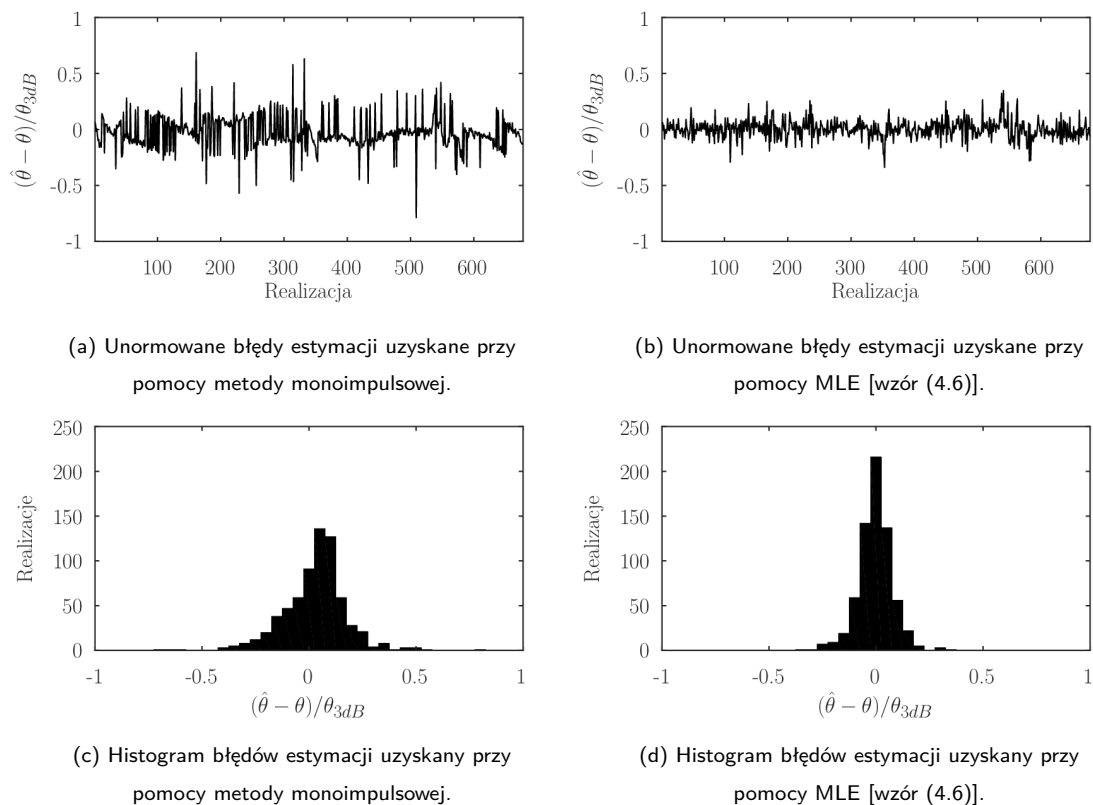 1
0.5
0
-0.5
-1
(θ̂ − θ)/θ3dB
100 200 300 400 500 600
Realizacja
(a) Unormowane błędy estymacji uzyskane przy
pomocy metody monoimpulsowej.
1
0.5
0
-0.5
-1
(θ̂ − θ)/θ3dB
100 200 300 400 500 600
Realizacja
(b) Unormowane błędy estymacji uzyskane przy
pomocy MLE [wzór (4.6)].
250
200
150
100
50
0
Realizacje
-1 -0.5 0 0.5 1
(θ̂ − θ)/θ3dB
(c) Histogram błędów estymacji uzyskany przy
pomocy metody monoimpulsowej.
250
200
150
100
50
0
Realizacje
-1 -0.5 0 0.5 1
(θ̂ − θ)/θ3dB
(d) Histogram błędów estymacji uzyskany przy
pomocy MLE [wzór (4.6)].